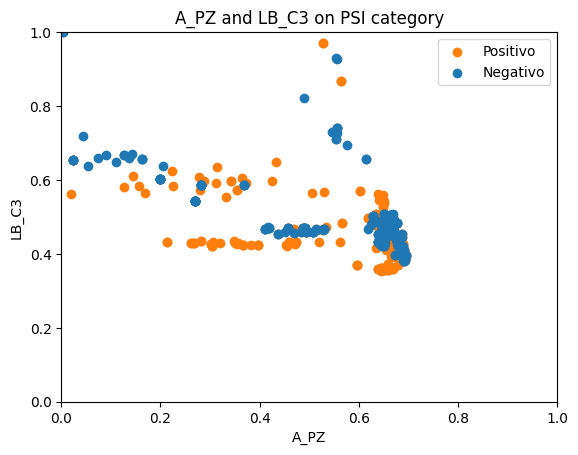 A_PZ and LB_C3 on PSI category
Positivo
Negativo
1.0
0.8
0.6
0.4
0.2
0.0
LB_C3
0.0 0.2 0.4 0.6 0.8 1.0
A_PZ